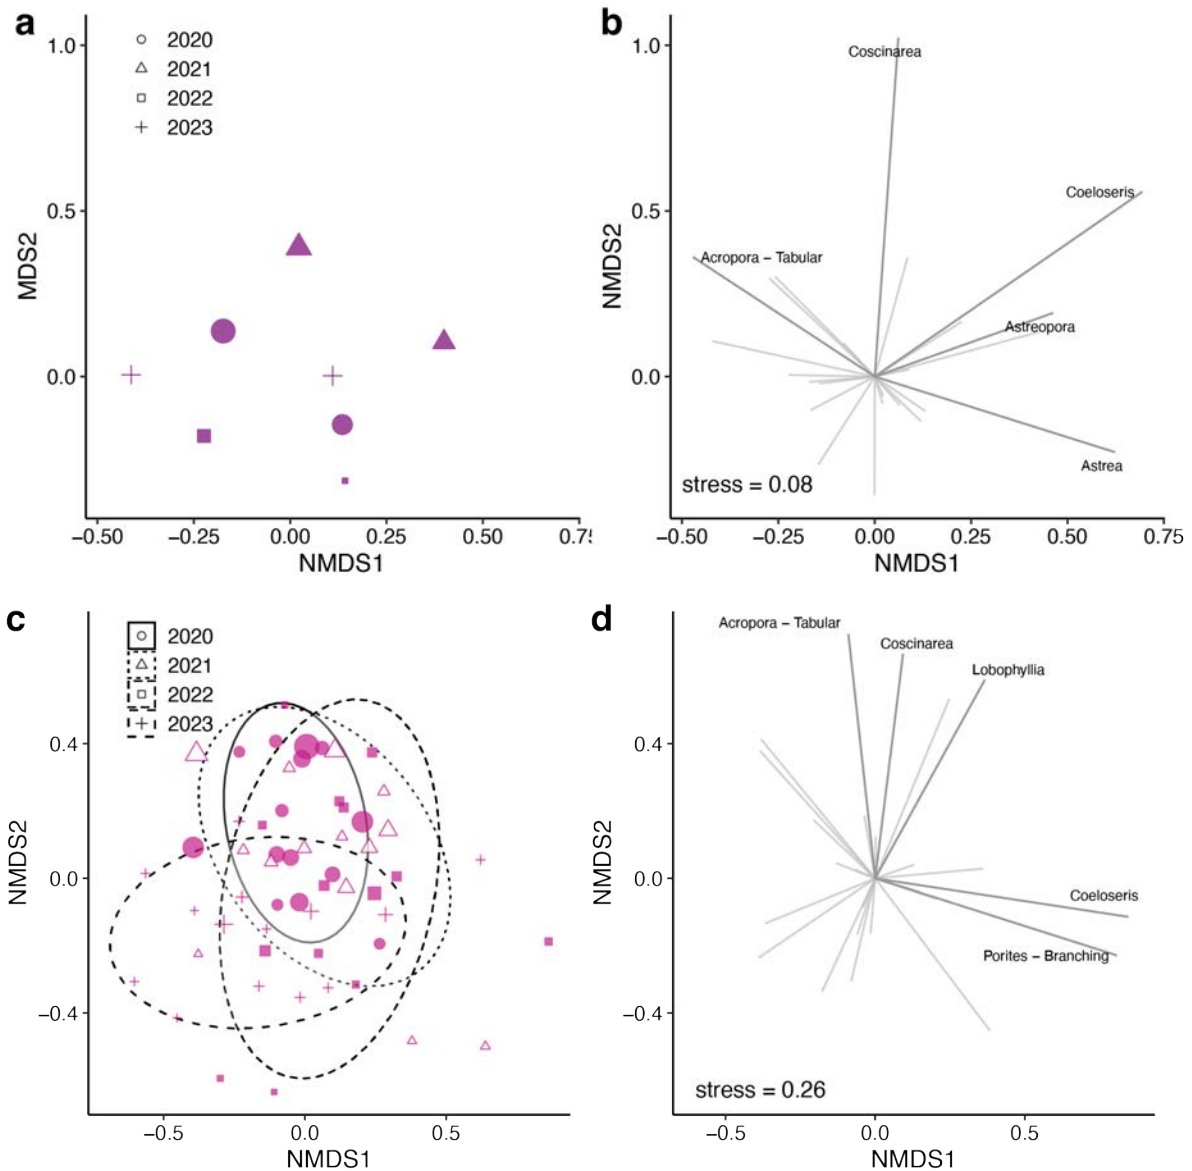 a
2020
2021
2022
2023
1.0
0.5
0.0
MDS2
−0.50
−0.25
0.00
0.25
0.50
0.7
NMDS1
b
1.0
0.5
0.0
NMDS2
Coscinarea
Coeloseris
Acropora − Tabular
Astreopora
Astrea
stress = 0.08
−0.50
−0.25
0.00
0.25
0.50
0.75
NMDS1
c
2020
2021
2022
2023
0.4
0.0
−0.4
NMDS2
−0.5
0.0
0.5
NMDS1
d
Acropora − Tabular
Coscinarea
Lobophyllia
0.4
0.0
−0.4
NMDS2
Coeloseris
Porites − Branching
stress = 0.26
−0.5
0.0
0.5
NMDS1